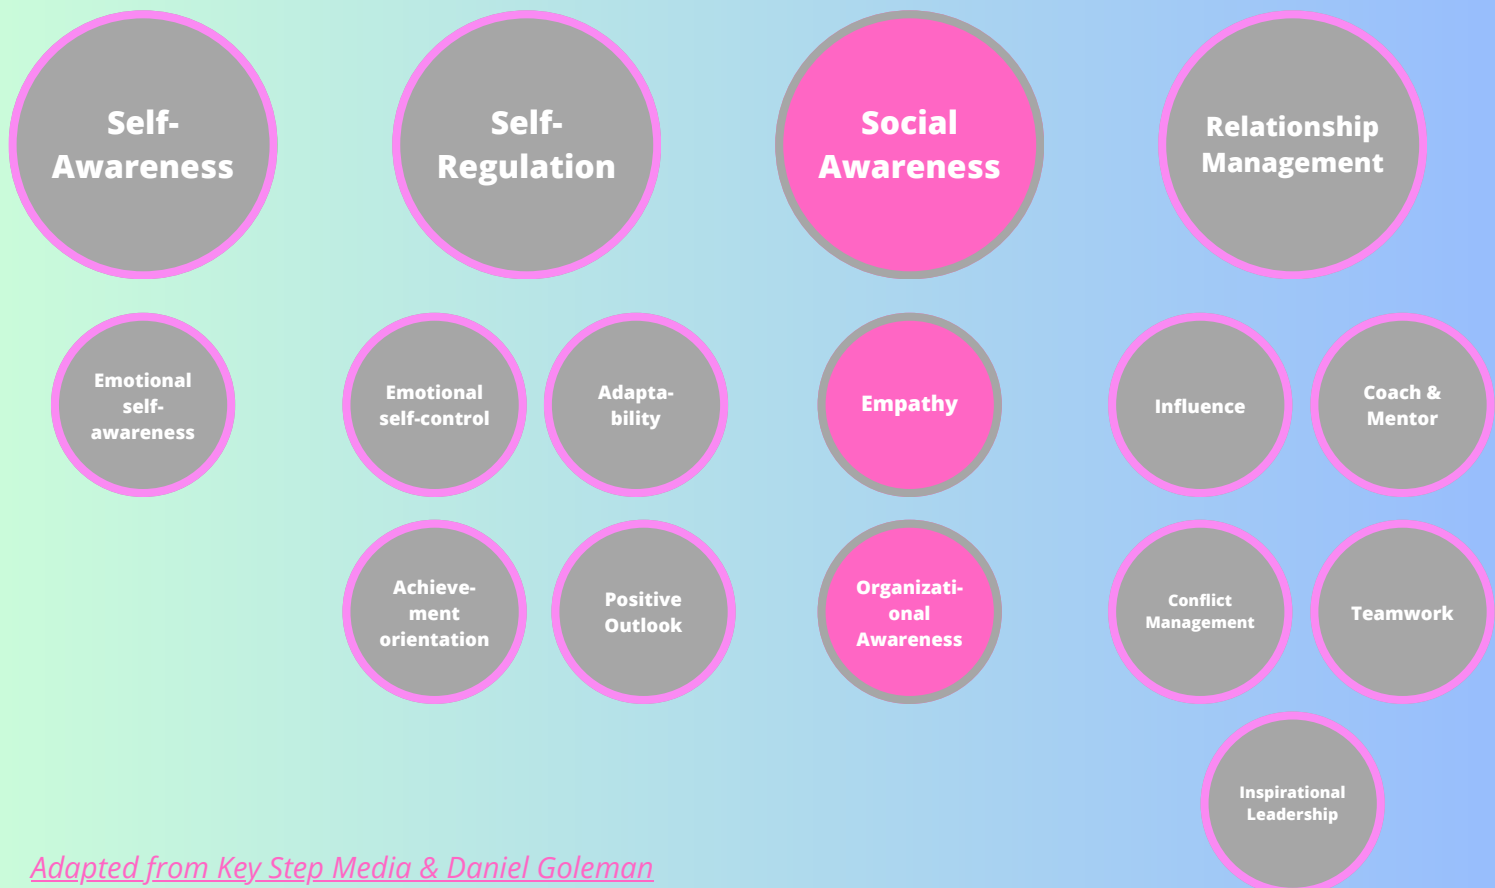 Self-
Awareness
Self-
Regulation
Social
Awareness
Relationship
Management
Emotional
self-
awareness
Emotional
self-control
Adapta-
bility
Empathy
Influence
Coach &
Mentor
Achieve-
ment
orientation
Positive
Outlook
Organizati-
onal
Awareness
Conflict
Management
Teamwork
Inspirational
Leadership
Adapted from Key Step Media & Daniel Goleman